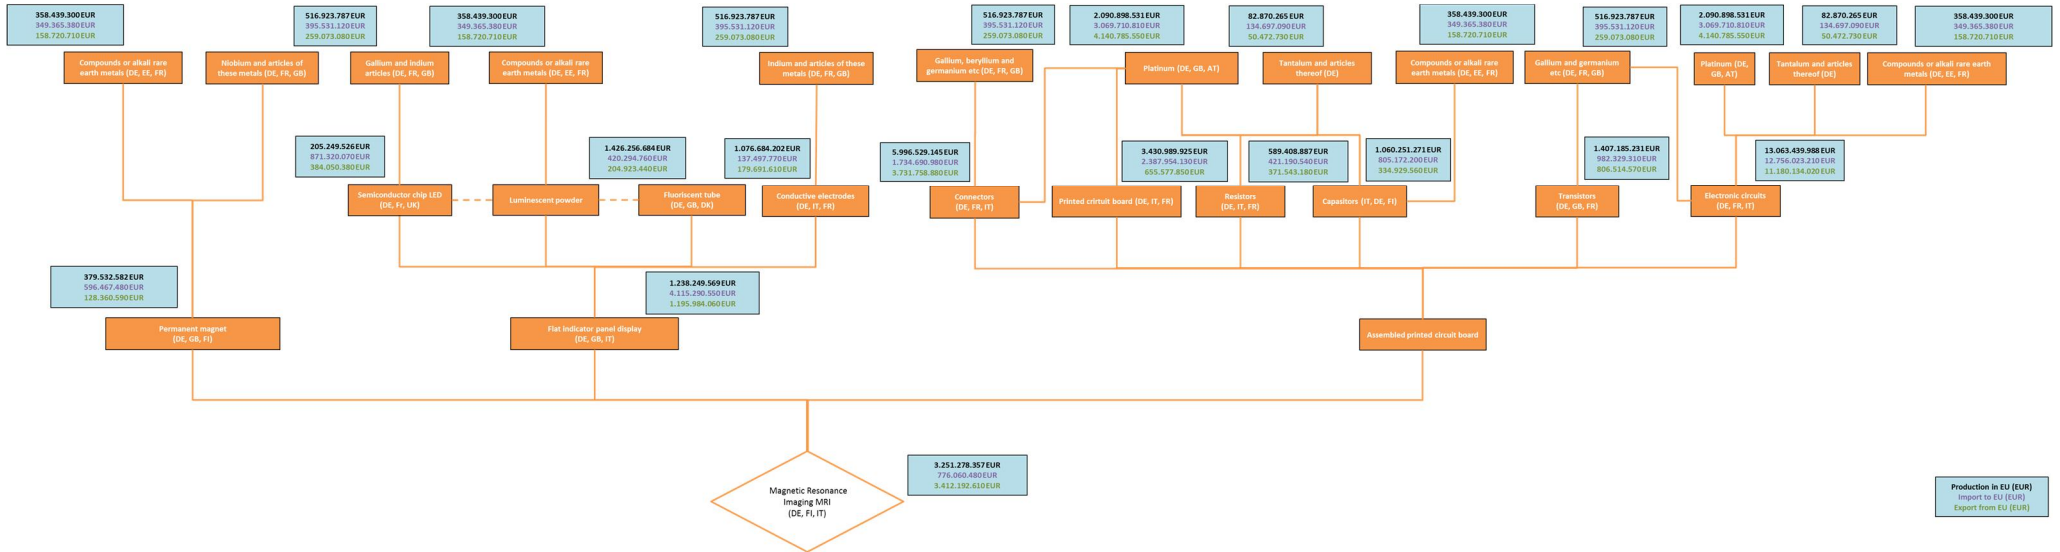 358.439.300EUR
349.365.380EUR
158.720.710EUR
516.923.787EUR
395.531.120EUR
259.073.080EUR
358.439.300EUR
349.365.380EUR
158.720.710EUR
516.923.787EUR
395.531.120EUR
259.073.080EUR
516.923.787EUR
395.531.120EUR
259.073.080EUR
2.090.898.531EUR
3.069.710.810EUR
4.140.785.550EUR
82.870.265EUR
134.697.090EUR
50.472.730EUR
358.439.300EUR
349.365.380EUR
158.720.710EUR
516.923.787EUR
395.531.120EUR
259.073.080EUR
2.090.898.531EUR
3.069.710.810EUR
4.140.785.550EUR
82.870.265EUR
134.697.090EUR
50.472.730EUR
358.439.300EUR
349.365.380EUR
158.720.710EUR
Compounds or alkali rare
earth metals (DE, EE, FR)
Niobium and articles of
these metals (DE, FR, GB)
Gallium and indium
articles (DE, FR, GB)
Compounds or alkali rare
earth metals (DE, EE, FR)
Indium and articles of these
metals (DE, FR, GB)
Gallium, beryllium and
germanium etc (DE, FR, GB)
Platinum (DE, GB, AT)
Tantalum and articles
thereof (DE)
Compounds or alkali rare
earth metals (DE, EE, FR)
Gallium and germanium
etc (DE, FR, GB)
Platinum (DE,
GB, AT)
Tantalum and articles
thereof (DE)
Compounds or alkali rare earth
metals (DE, EE, FR)
205.249.526EUR
871.320.070EUR
384.050.380EUR
1.426.256.684EUR
420.294.760EUR
204.923.440EUR
1.076.684.202EUR
137.497.770EUR
179.691.610EUR
5.996.529.145EUR
1.734.690.980EUR
3.731.758.880EUR
3.430.989.925EUR
2.387.954.130EUR
655.577.850EUR
589.408.887EUR
421.190.540EUR
371.543.180EUR
1.060.251.271EUR
805.172.200EUR
334.929.560EUR
1.407.185.231EUR
982.329.310EUR
806.514.570EUR
13.063.439.988EUR
12.756.023.210EUR
11.180.134.020EUR
Semiconductor chip LED
(DE, Fr, UK)
Luminescent powder
Fluoriscent tube
(DE, GB, DK)
Conductive electrodes
(DE, IT, FR)
Connectors
(DE, FR, IT)
Printed crirtuit board (DE, IT, FR)
Resistors
(DE, IT, FR)
Capasitors (IT, DE, FI)
Transistors
(DE, GB, FR)
Electronic circuits
(DE, FR, IT)
379.532.582EUR
596.467.480EUR
128.360.590EUR
1.238.249.569EUR
4.115.290.550EUR
1.195.984.060EUR
Permanent magnet
(DE, GB, FI)
Flat indicator panel display
(DE, GB, IT)
Assembled printed circuit board
3.251.278.357EUR
776.060.480EUR
3.412.192.610EUR
Magnetic Resonance
Imaging MRI
(DE, FI, IT)
Production in EU (EUR)
Import to EU (EUR)
Export from EU (EUR)